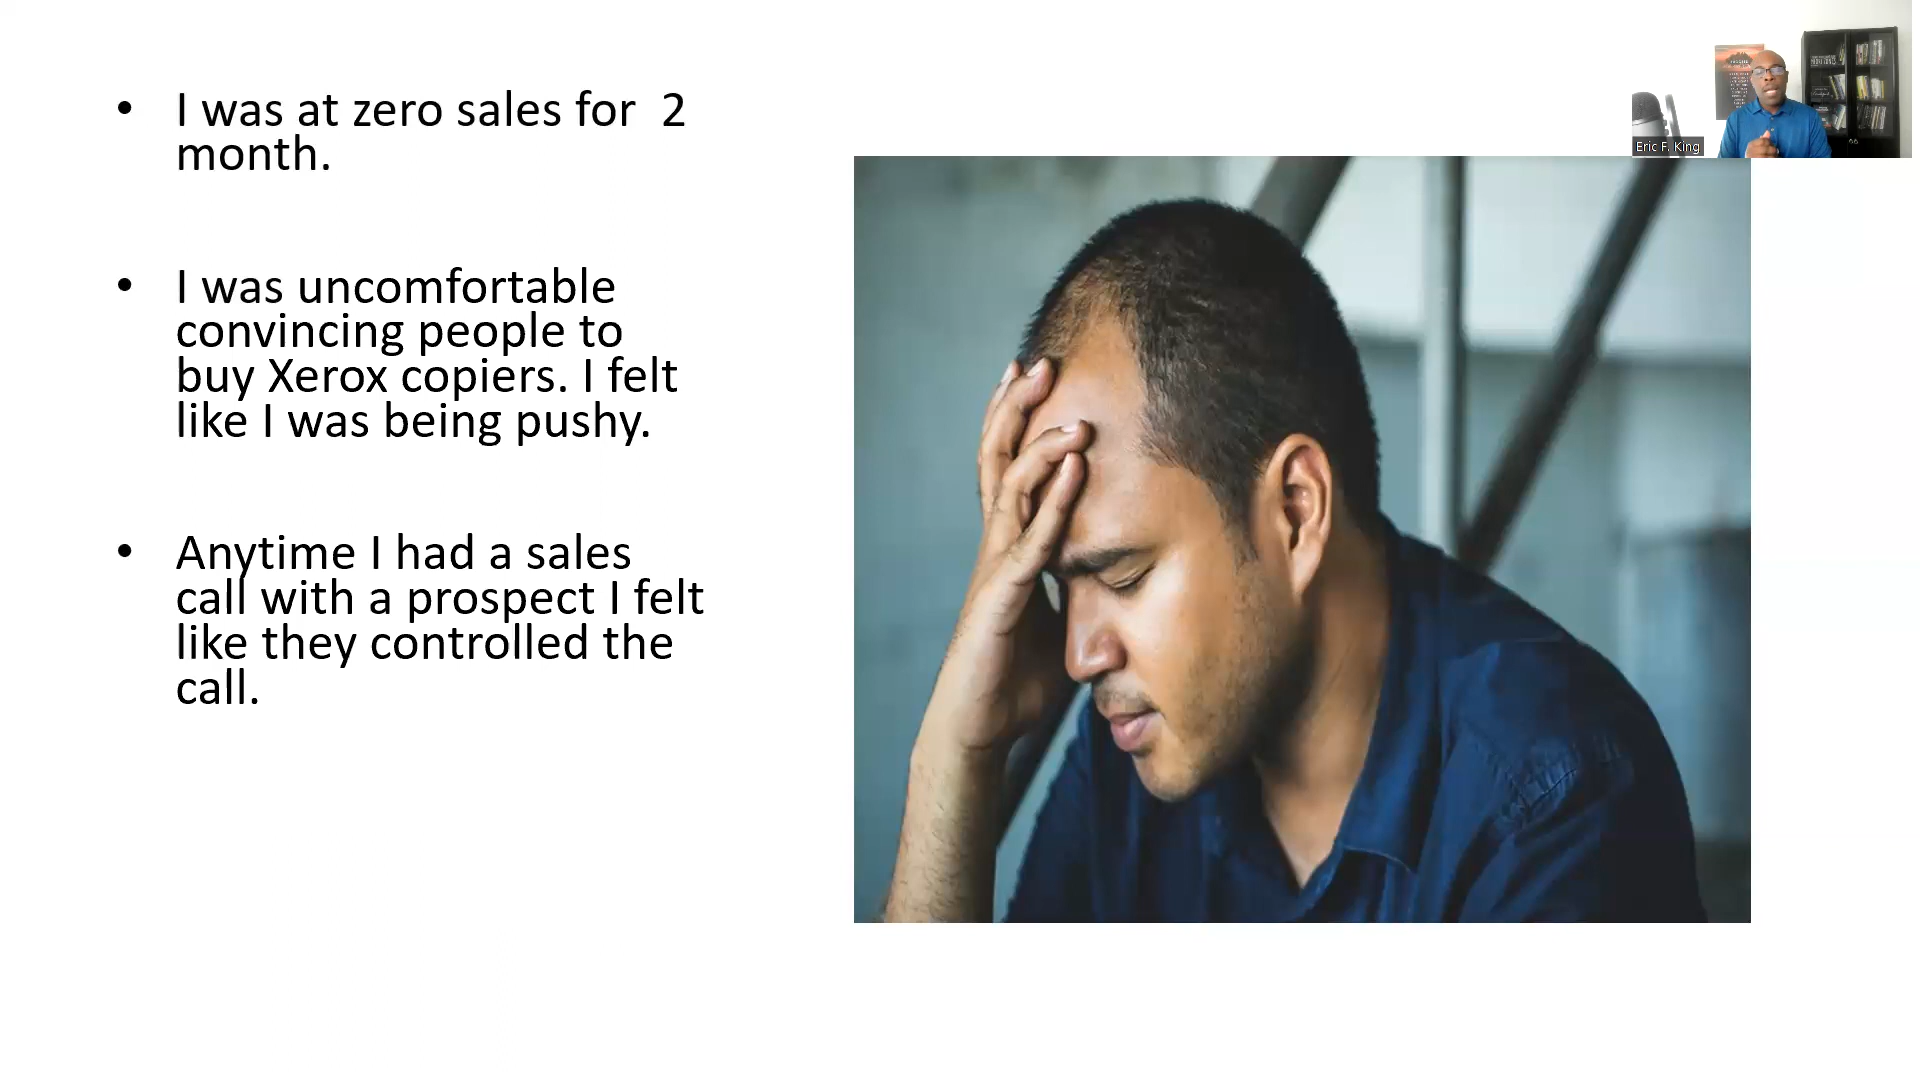 • I was at zero sales for  2
month.
• I was uncomfortable
convincing people to
buy Xerox copiers. I felt
like I was being pushy.
• Anytime I had a sales
call with a prospect I felt
like they controlled the
call.
Eric F. King